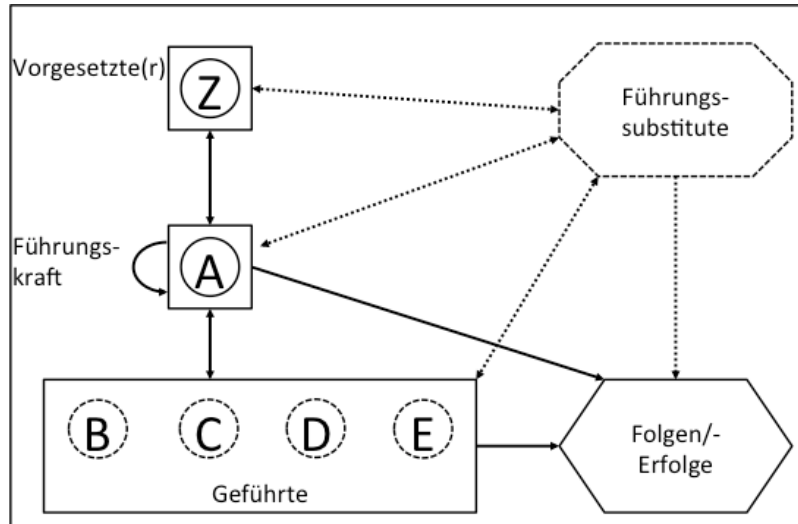 Vorgesetzte(r)
Z
Führungs-
substitute
Führungs-
kraft
A
B C D E
Geführte
Folgen/-
Erfolge